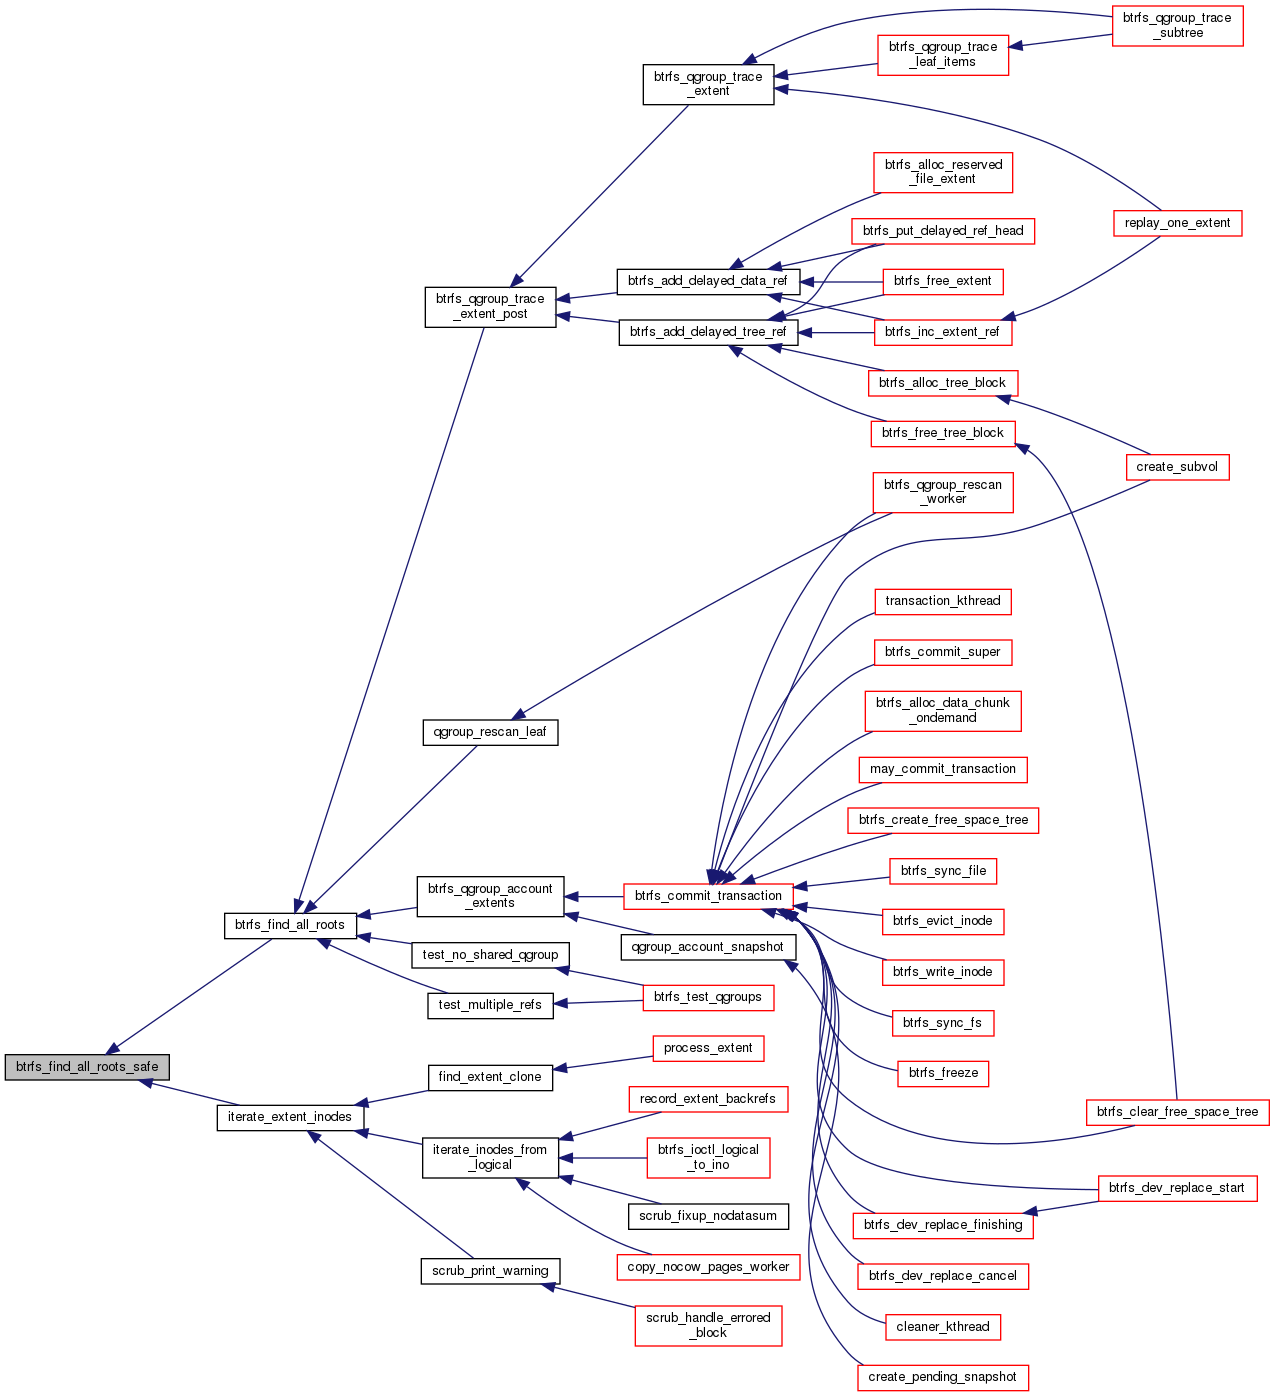 btrfs_qgroup_trace
_subtree
btrfs_qgroup_trace
_leaf_items
btrfs_qgroup_trace
_extent
btrfs_alloc_reserved
_file_extent
replay_one_extent
btrfs_put_delayed_ref_head
btrfs_add_delayed_data_ref
btrfs_free_extent
btrfs_qgroup_trace
_extent_post
btrfs_add_delayed_tree_ref
btrfs_inc_extent_ref
btrfs_alloc_tree_block
btrfs_free_tree_block
create_subvol
btrfs_qgroup_rescan
_worker
transaction_kthread
btrfs_commit_super
btrfs_alloc_data_chunk
_ondemand
qgroup_rescan_leaf
may_commit_transaction
btrfs_create_free_space_tree
btrfs_sync_file
btrfs_qgroup_account
_extents
btrfs_commit_transaction
btrfs_evict_inode
btrfs_find_all_roots
qgroup_account_snapshot
test_no_shared_qgroup
btrfs_write_inode
btrfs_test_qgroups
test_multiple_refs
btrfs_sync_fs
process_extent
btrfs_find_all_roots_safe
find_extent_clone
btrfs_freeze
record_extent_backrefs
btrfs_clear_free_space_tree
iterate_extent_inodes
iterate_inodes_from
_logical
btrfs_ioctl_logical
_to_ino
btrfs_dev_replace_start
scrub_fixup_nodatasum
btrfs_dev_replace_finishing
scrub_print_warning
copy_nocow_pages_worker
btrfs_dev_replace_cancel
scrub_handle_errored
_block
cleaner_kthread
create_pending_snapshot